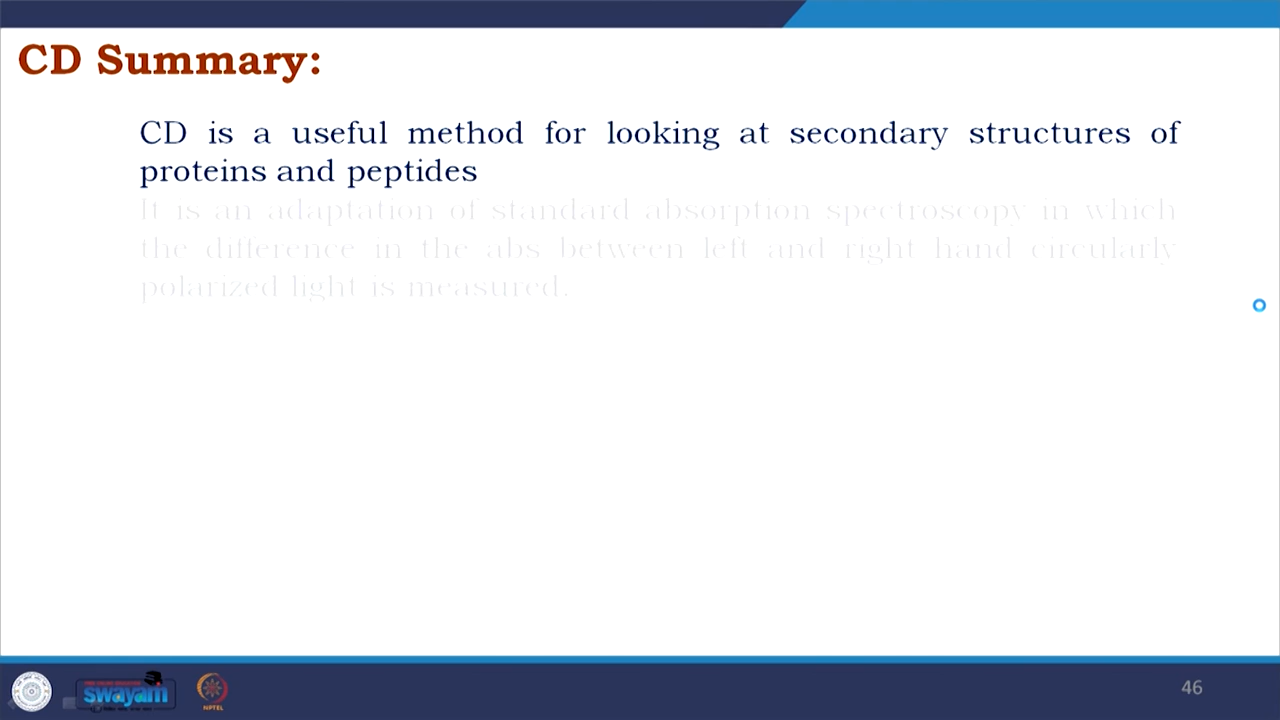 CD Summary:
CD is a useful method for looking at secondary structures of
proteins and peptides
It is an adaptation of standard absorption spectroscopy in which
the difference in the abs between left and right hand circularly
polarized light is measured.
swayam
NPTEL
46